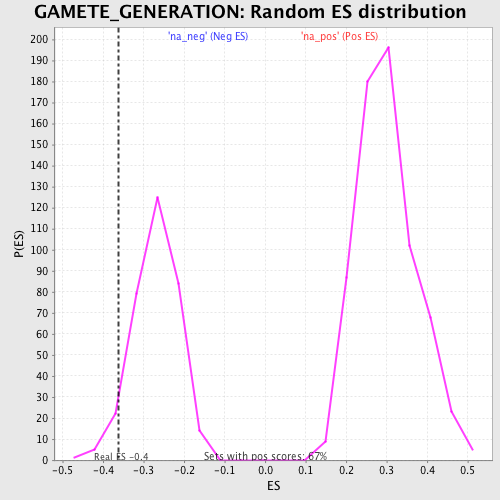 GAMETE_GENERATION: Random ES distribution
'na_neg' (Neg ES)
'na_pos' (Pos ES)
200
190
180
170
160
150
140
130
120
110
100
90
80
70
60
50
40
30
20
10
0
P(ES)
Real ES -0.4
Sets with pos scores: 67%
-0.5 -0.4 -0.3 -0.2 -0.1 0.0 0.1 0.2 0.3 0.4 0.5
ES